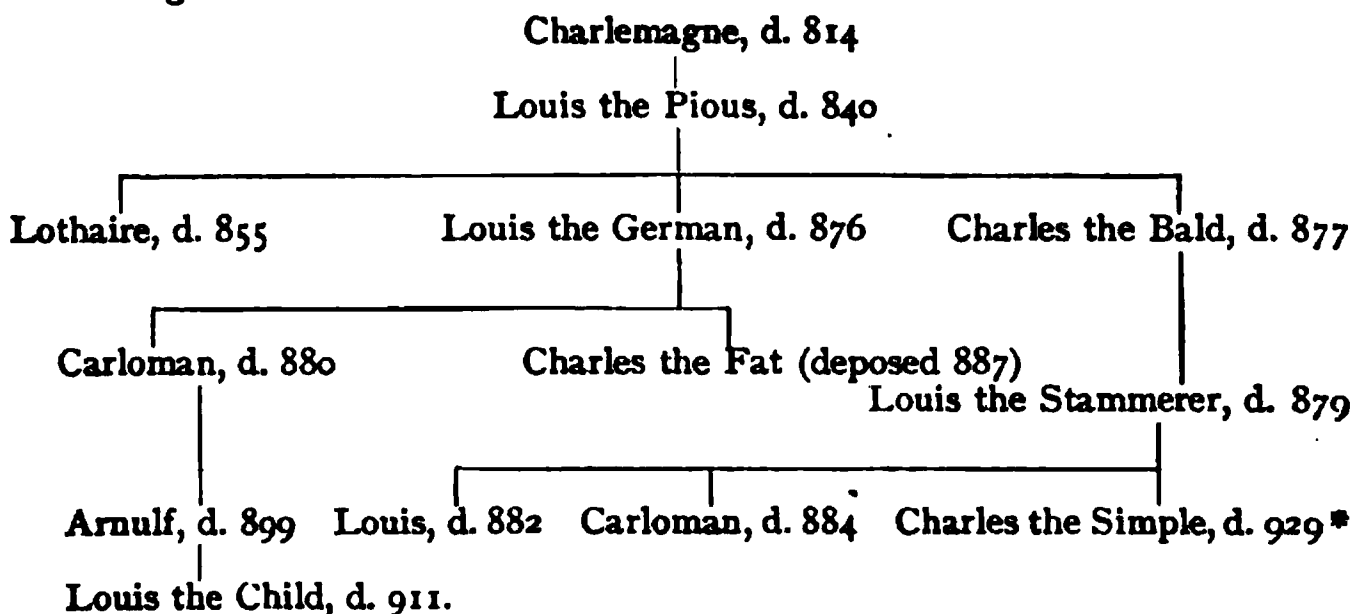 Charlemagne, d. 814
Louis the Pious, d. 840
Lothaire, d. 855 Louis the German, d. 876 Charles the Bald, d. 877
Carloman, d. 880 Charles the Fat (deposed 887)
Louis the Stammerer, d. 879
Arnulf, d. 899 Louis, d. 882 Carloman, d. 884 Charles the Simple, d. 929*
Louis the Child, d. 911.